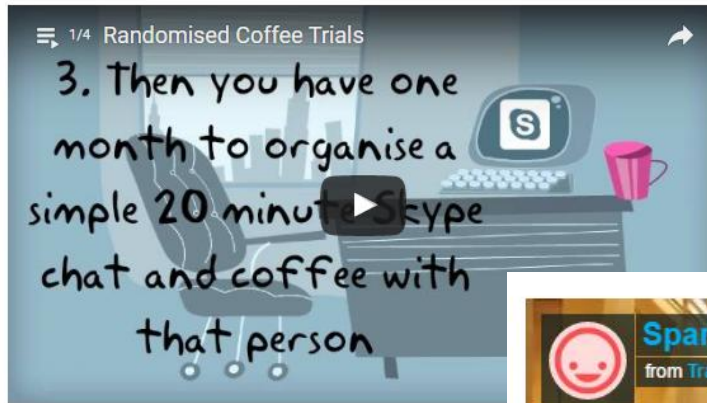 1/4 Randomised Coffee Trials
3. Then you have one
month to organise a
simple 20 minute Skype
chat and coffee with
that person
S
from